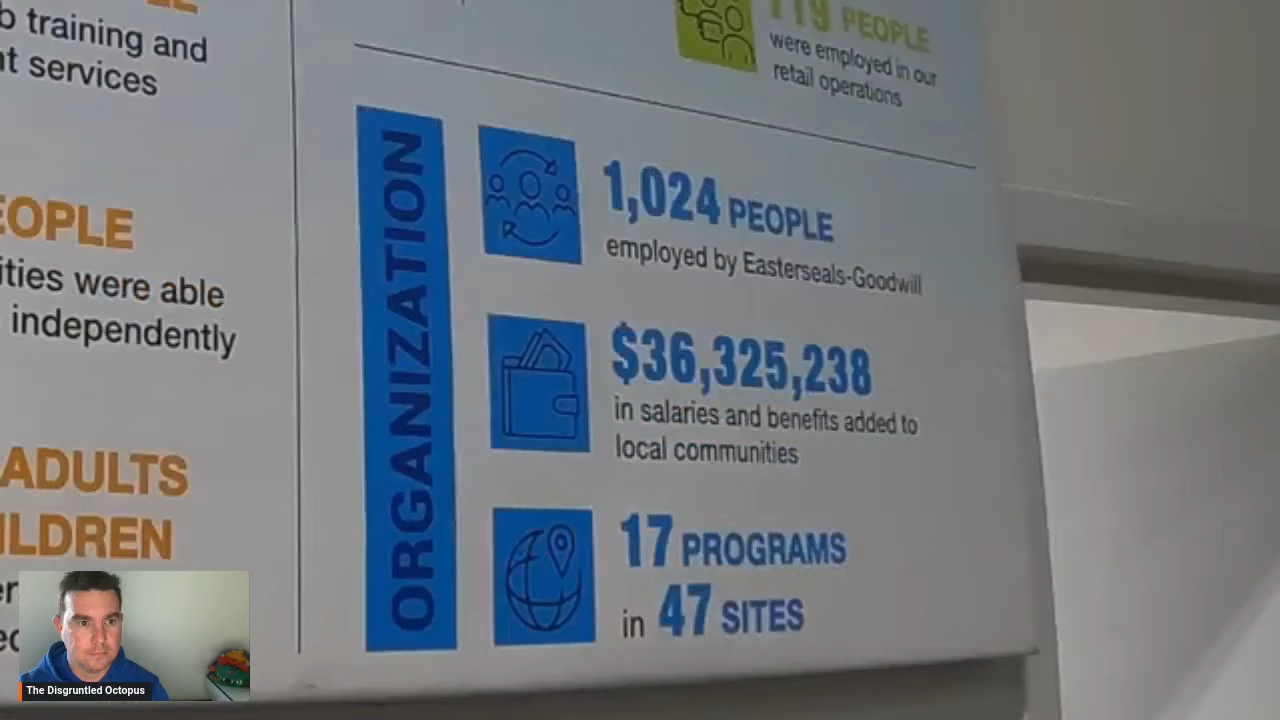 b training and
nt services
EOPLE
ities were able
independently
ADULTS
ILDREN
719 PEOPLE
were employed in our
retail operations
ORGANIZATION
1,024 PEOPLE
employed by Easterseals-Goodwill
$36,325,238
in salaries and benefits added to
local communities
17 PROGRAMS
in 47 SITES
The Disgruntled Octopus